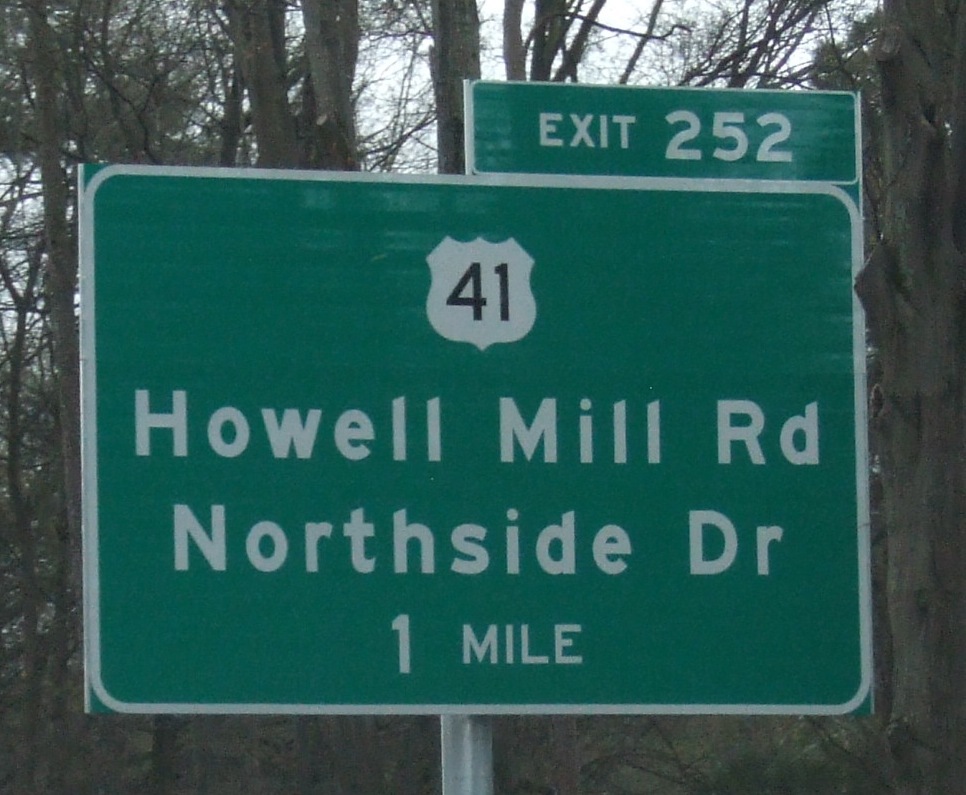 EXIT 252
41
Howell Mill Rd
Northside Dr
1 MILE